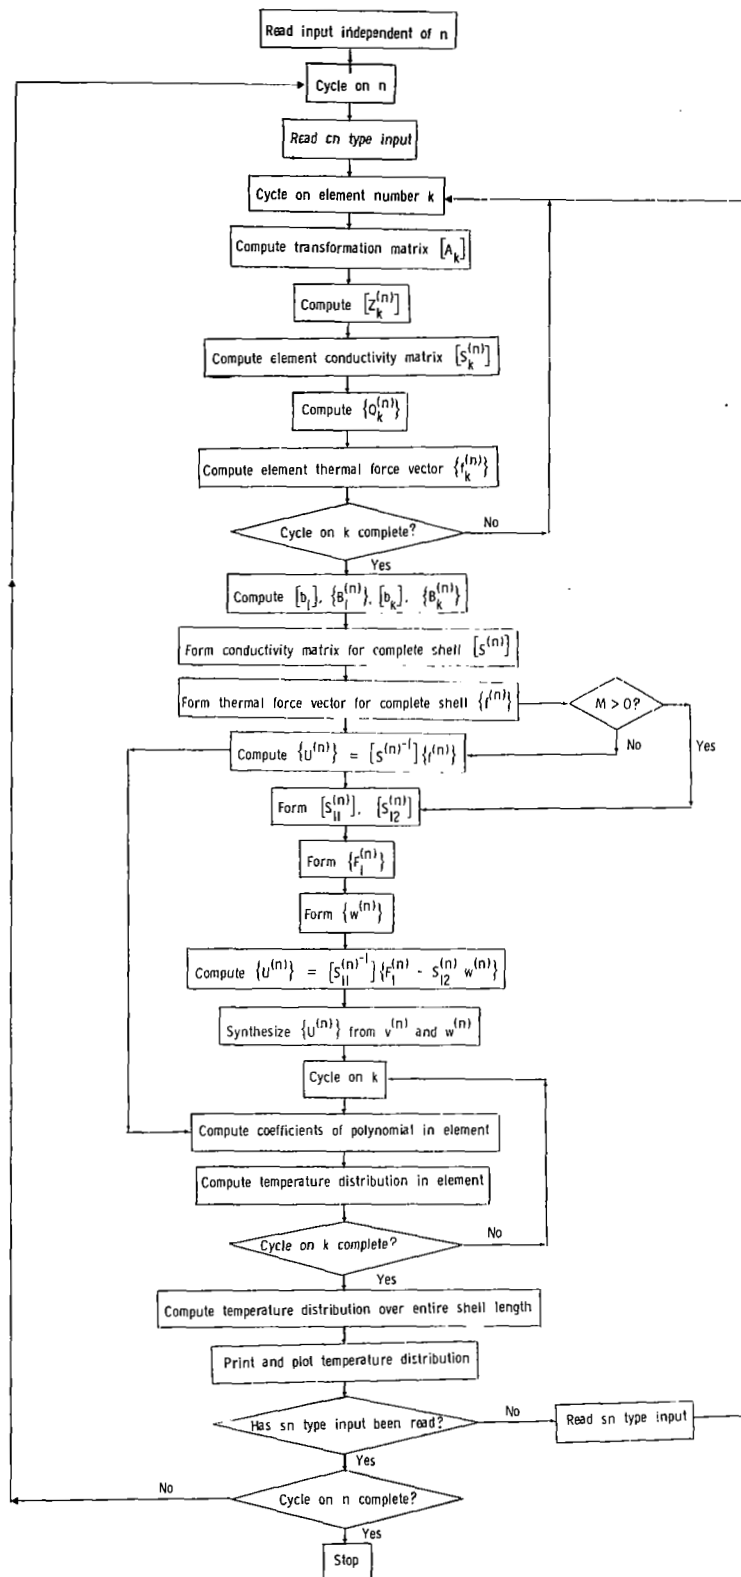 Read input independent of n
Cycle on n
Read cn type input
Cycle on element number k
Compute transformation matrix [A_k]
Compute [Z_k^(n)]
Compute element conductivity matrix [S_k^(n)]
Compute {Q_k^(n)}
Compute element thermal force vector {f_k^(n)}
Cycle on k complete?
No
Yes
Compute [b_1], {B_1^(n)}, [b_k], {B_k^(n)}
Form conductivity matrix for complete shell [S^(n)]
Form thermal force vector for complete shell {f^(n)}
M > 0?
No
Yes
Compute {U^(n)} = [S^(n)^-1]{f^(n)}
Form [S_11^(n)], {S_12^(n)}
Form {F_1^(n)}
Form {w^(n)}
Compute {υ^(n)} = [S_11^(n)^-1]{F_1^(n) - S_12^(n) w^(n)}
Synthesize {U^(n)} from v^(n) and w^(n)
Cycle on k
Compute coefficients of polynomial in element
Compute temperature distribution in element
Cycle on k complete?
No
Yes
Compute temperature distribution over entire shell length
Print and plot temperature distribution
Has sn type input been read?
No
Read sn type input
Yes
No
Cycle on n complete?
Yes
Stop